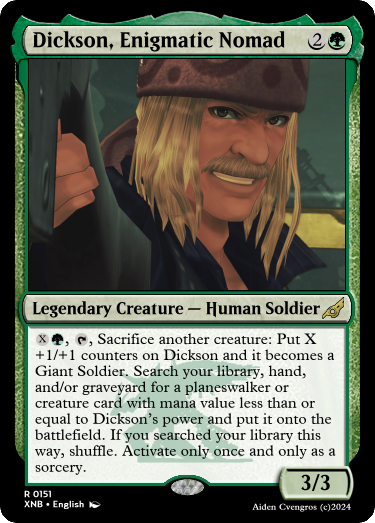 Dickson, Enigmatic Nomad 2
Legendary Creature — Human Soldier
X , , Sacrifice another creature: Put X
+1/+1 counters on Dickson and it becomes a
Giant Soldier. Search your library, hand,
and/or graveyard for a planeswalker or
creature card with mana value less than or
equal to Dickson's power and put it onto the
battlefield. If you searched your library this
way, shuffle. Activate only once and only as a
sorcery.
3/3
R 0151
XNB • English
Aiden Cvengros (c)2024